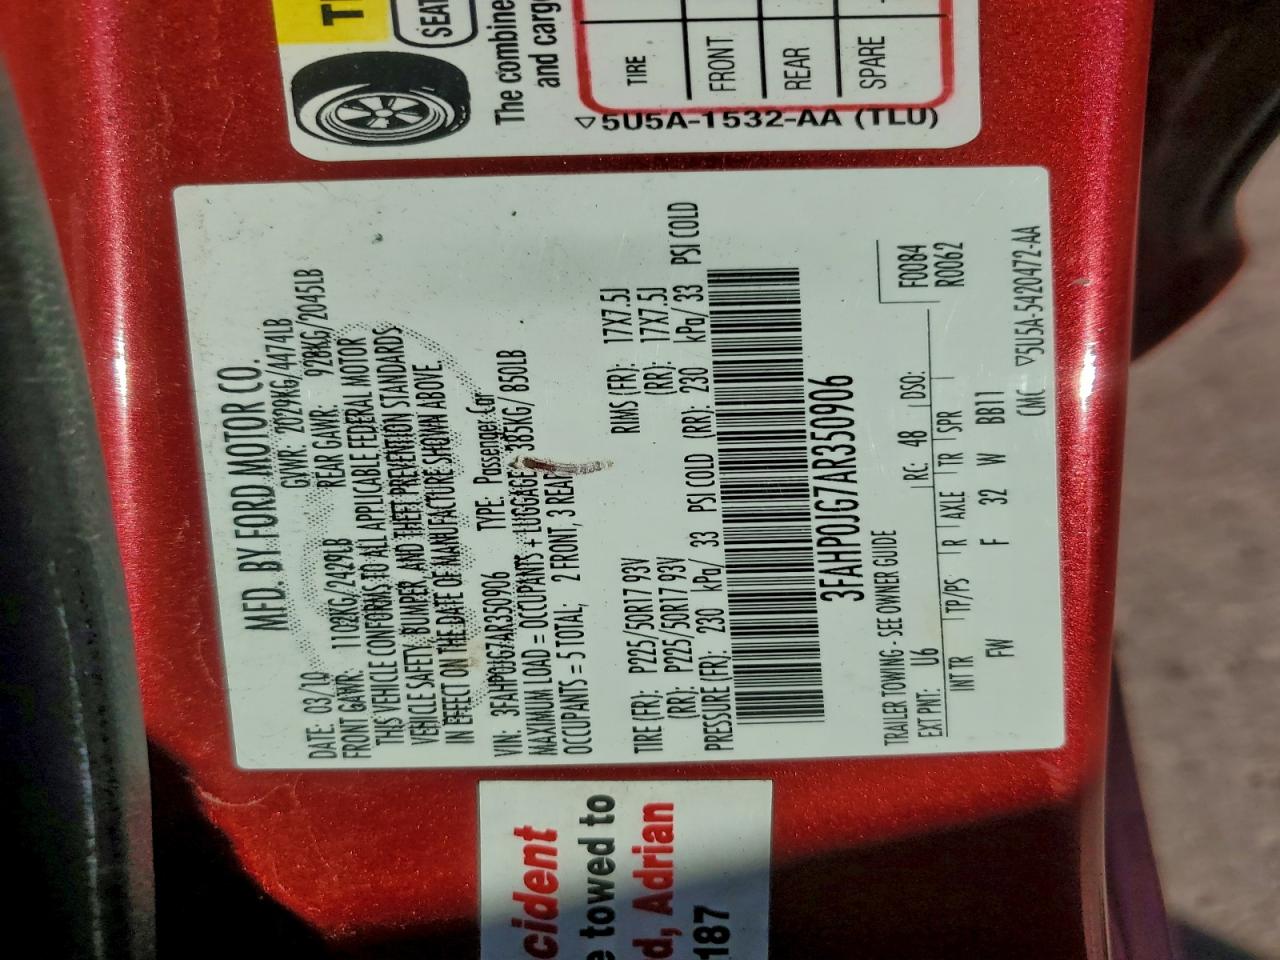 MFD. BY FORD MOTOR CO.
DATE: 03/10 GVWR: 2029KG/4474LB
FRONT GAWR: 1102KG/2429LB REAR GAWR: 928KG/2045LB
THIS VEHICLE CONFORMS TO ALL APPLICABLE FEDERAL MOTOR
VEHICLE SAFETY, BUMPER, AND THEFT PREVENTION STANDARDS
IN EFFECT ON THE DATE OF MANUFACTURE SHOWN ABOVE.
VIN: 3FAHP0JG7AR350906 TYPE: Passenger Car
MAXIMUM LOAD = OCCUPANTS + LUGGAGE 385KG/ 850LB
OCCUPANTS = 5 TOTAL; 2 FRONT, 3 REAR
TIRE (FR): P225/50R17 93V RIMS (FR): 17X7.5J
(RR): P225/50R17 93V (RR): 17X7.5J
PRESSURE (FR): 230 kPa/ 33 PSI COLD (RR): 230 kPa/ 33 PSI COLD
3FAHP0JG7AR350906
TRAILER TOWING - SEE OWNER GUIDE
F0084
R0062
EXT PNT: U6 RC: 48 DSO:
INT TR TP/PS R AXLE TR SPR
FW F 32 W BB11
CMC ▽5U5A-5420472-AA
SEAT
The combine
and carg
TIRE
FRONT
REAR
SPARE
◁5U5A-1532-AA (TLU)
cident
e towed to
d, Adrian
187